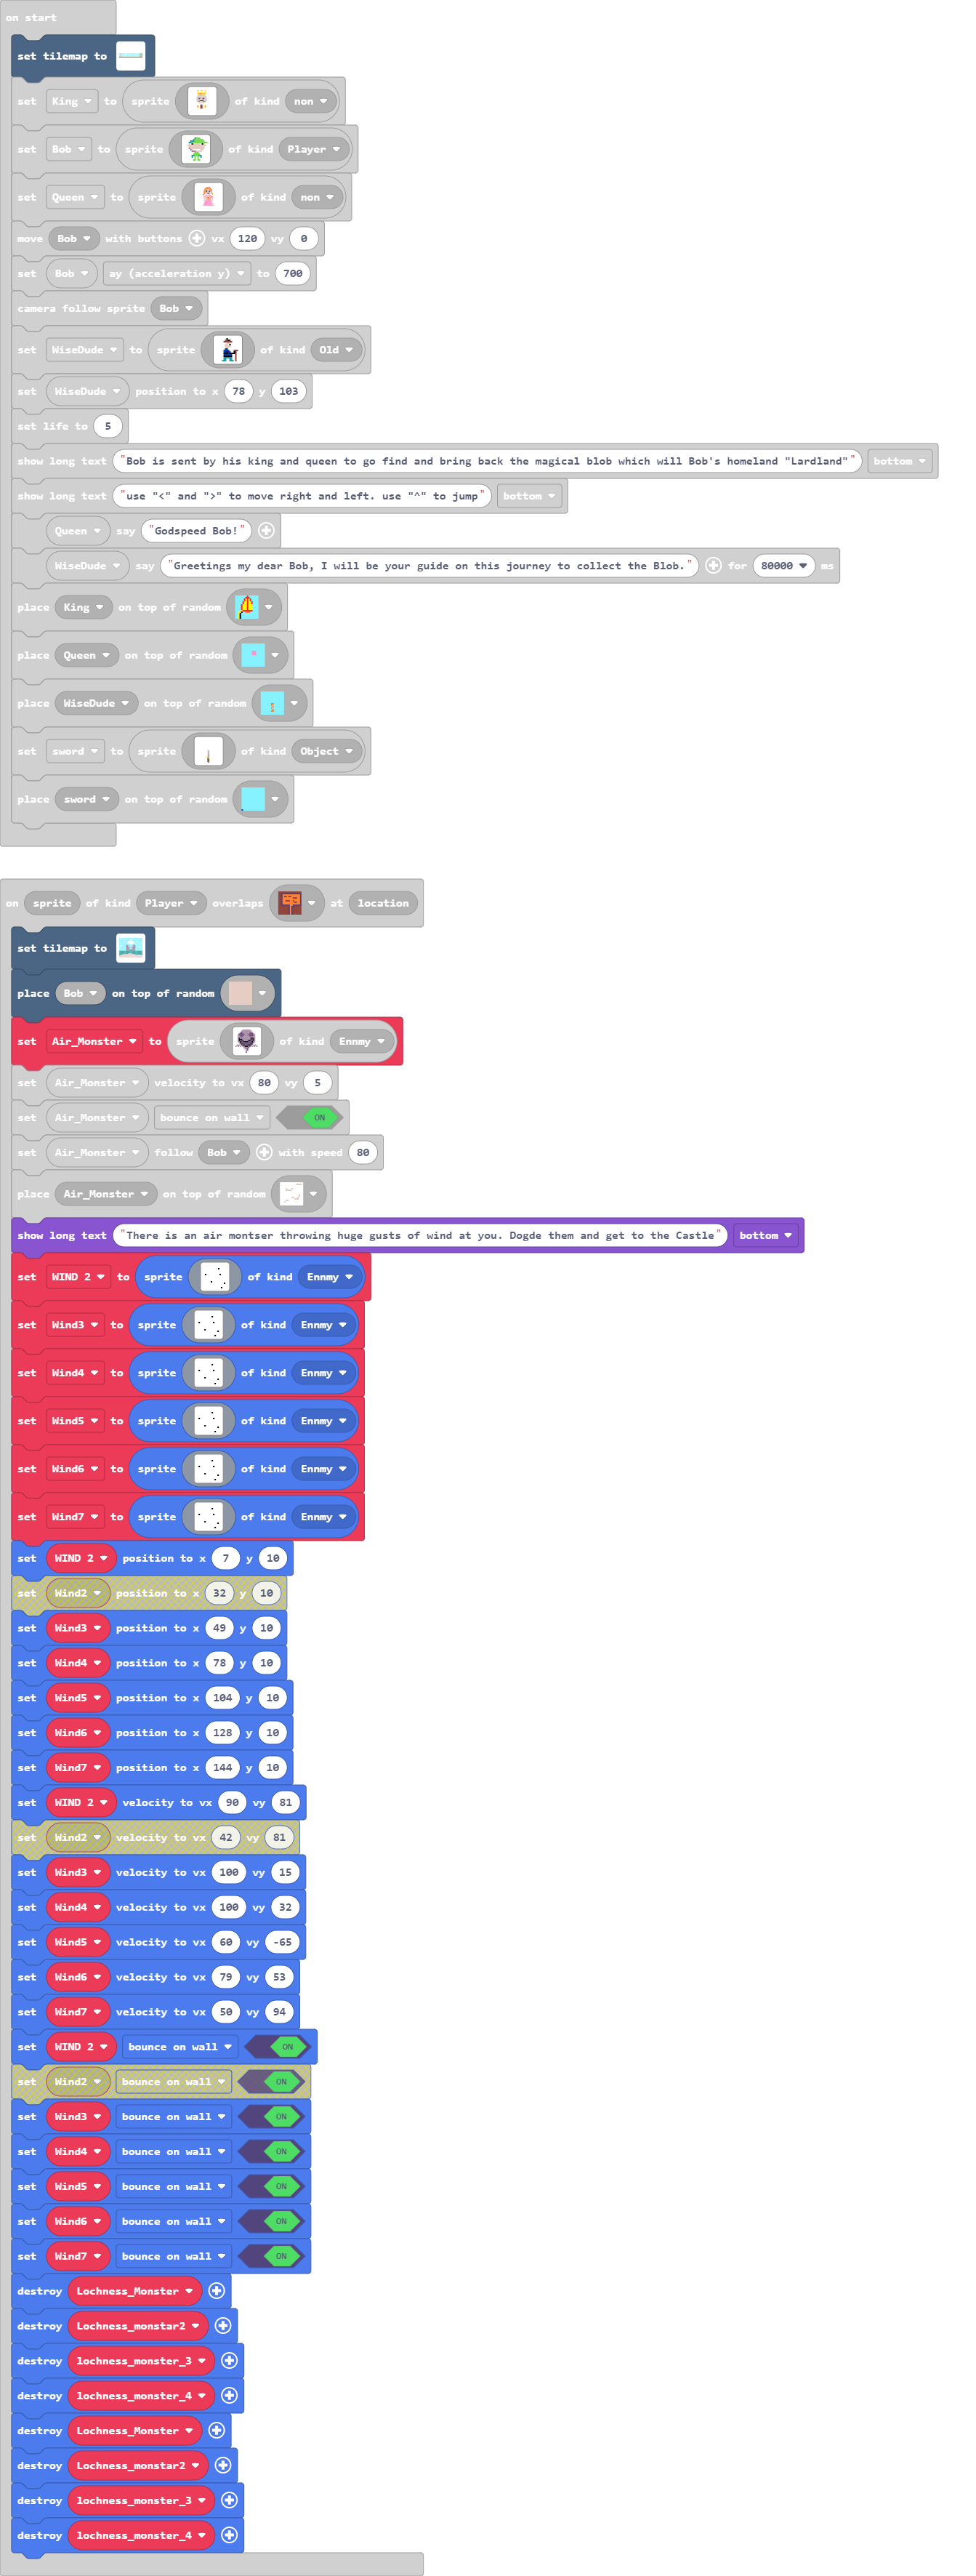 on start
set tilemap to
set King to sprite of kind non
set Bob to sprite of kind Player
set Queen to sprite of kind non
move Bob with buttons vx 120 vy 0
set Bob ay (acceleration y) to 700
camera follow sprite Bob
set WiseDude to sprite of kind Old
set WiseDude position to x 78 y 103
set life to 5
show long text "Bob is sent by his king and queen to go find and bring back the magical blob which will Bob's homeland "Lardland"" bottom
show long text "use "<" and ">" to move right and left. use "^" to jump" bottom
Queen say "Godspeed Bob!"
WiseDude say "Greetings my dear Bob, I will be your guide on this journey to collect the Blob." for 80000 ms
place King on top of random
place Queen on top of random
place WiseDude on top of random
set sword to sprite of kind Object
place sword on top of random
on sprite of kind Player overlaps at location
set tilemap to
place Bob on top of random
set Air_Monster to sprite of kind Ennmy
set Air_Monster velocity to vx 80 vy 5
set Air_Monster bounce on wall ON
set Air_Monster follow Bob with speed 80
place Air_Monster on top of random
show long text "There is an air montser throwing huge gusts of wind at you. Dogde them and get to the Castle" bottom
set WIND 2 to sprite of kind Ennmy
set Wind3 to sprite of kind Ennmy
set Wind4 to sprite of kind Ennmy
set Wind5 to sprite of kind Ennmy
set Wind6 to sprite of kind Ennmy
set Wind7 to sprite of kind Ennmy
set WIND 2 position to x 7 y 10
set Wind2 position to x 32 y 10
set Wind3 position to x 49 y 10
set Wind4 position to x 78 y 10
set Wind5 position to x 104 y 10
set Wind6 position to x 128 y 10
set Wind7 position to x 144 y 10
set WIND 2 velocity to vx 90 vy 81
set Wind2 velocity to vx 42 vy 81
set Wind3 velocity to vx 100 vy 15
set Wind4 velocity to vx 100 vy 32
set Wind5 velocity to vx 60 vy -65
set Wind6 velocity to vx 79 vy 53
set Wind7 velocity to vx 50 vy 94
set WIND 2 bounce on wall ON
set Wind2 bounce on wall ON
set Wind3 bounce on wall ON
set Wind4 bounce on wall ON
set Wind5 bounce on wall ON
set Wind6 bounce on wall ON
set Wind7 bounce on wall ON
destroy Lochness_Monster
destroy Lochness_monstar2
destroy lochness_monster_3
destroy lochness_monster_4
destroy Lochness_Monster
destroy Lochness_monstar2
destroy lochness_monster_3
destroy lochness_monster_4